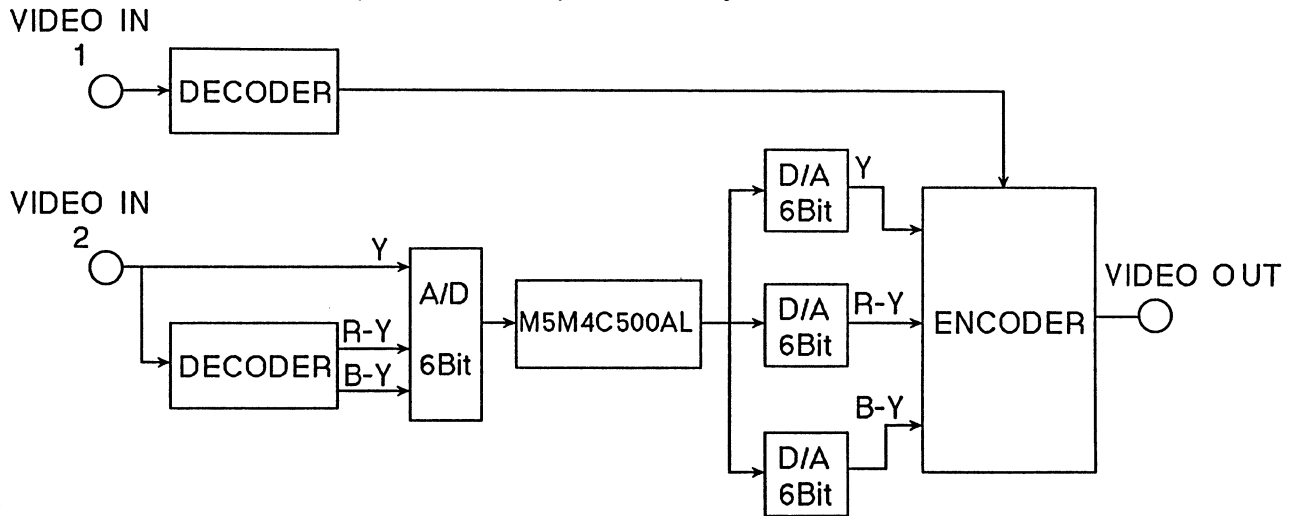 VIDEO IN
1
DECODER
VIDEO IN
2
Y
DECODER
R-Y
B-Y
A/D
6Bit
M5M4C500AL
D/A
6Bit
Y
D/A
6Bit
R-Y
D/A
6Bit
B-Y
ENCODER
VIDEO OUT